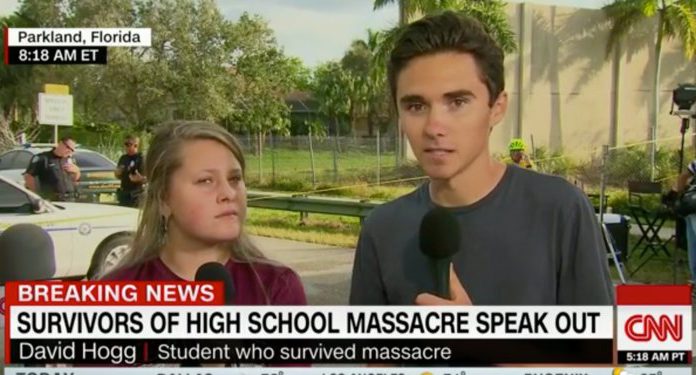 Parkland, Florida
8:18 AM ET
BREAKING NEWS
SURVIVORS OF HIGH SCHOOL MASSACRE SPEAK OUT
David Hogg | Student who survived massacre
CNN
5:18 AM PT